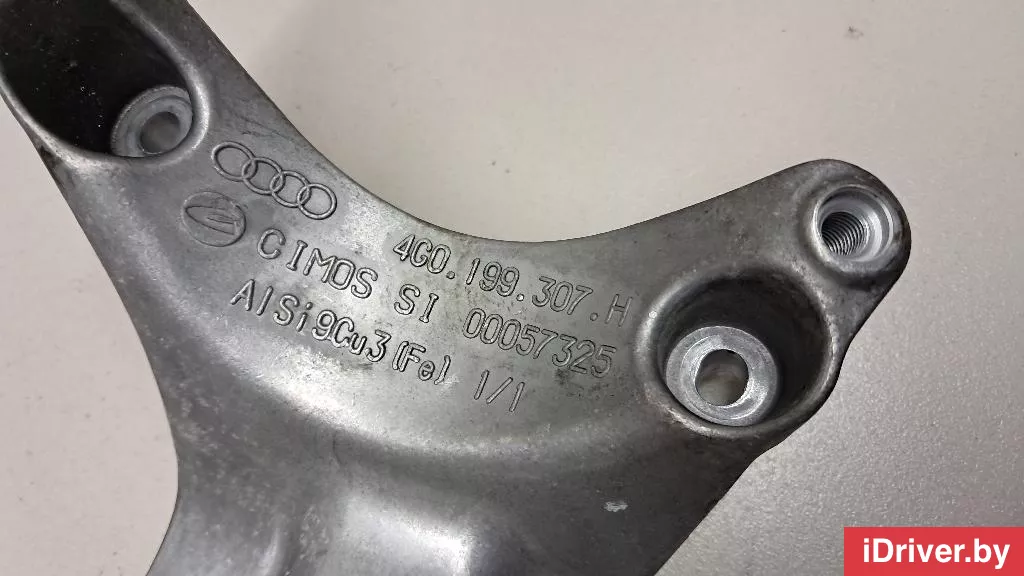 4G0.199.307.H
CIMOS SI 00057325
AlSi9Cu3(Fe) 1/1
iDriver.by